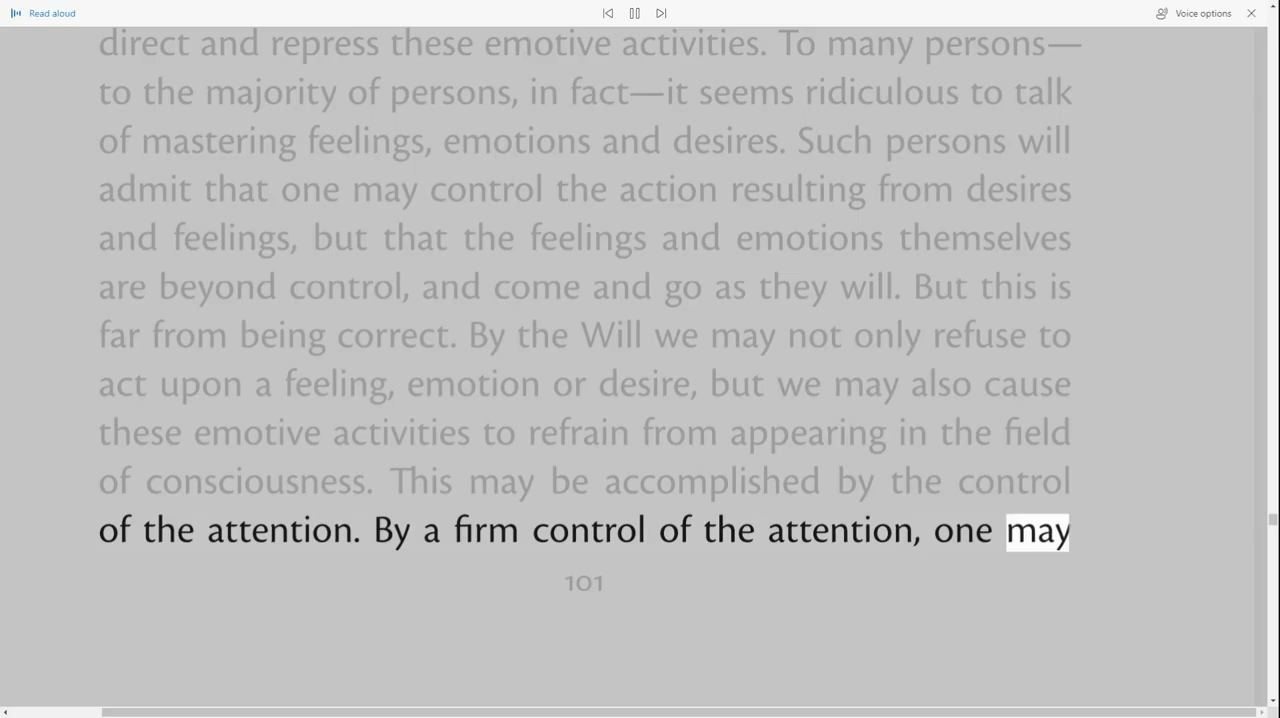 Read aloud
Voice options
direct and repress these emotive activities. To many persons—
to the majority of persons, in fact—it seems ridiculous to talk
of mastering feelings, emotions and desires. Such persons will
admit that one may control the action resulting from desires
and feelings, but that the feelings and emotions themselves
are beyond control, and come and go as they will. But this is
far from being correct. By the Will we may not only refuse to
act upon a feeling, emotion or desire, but we may also cause
these emotive activities to refrain from appearing in the field
of consciousness. This may be accomplished by the control
of the attention. By a firm control of the attention, one may
101